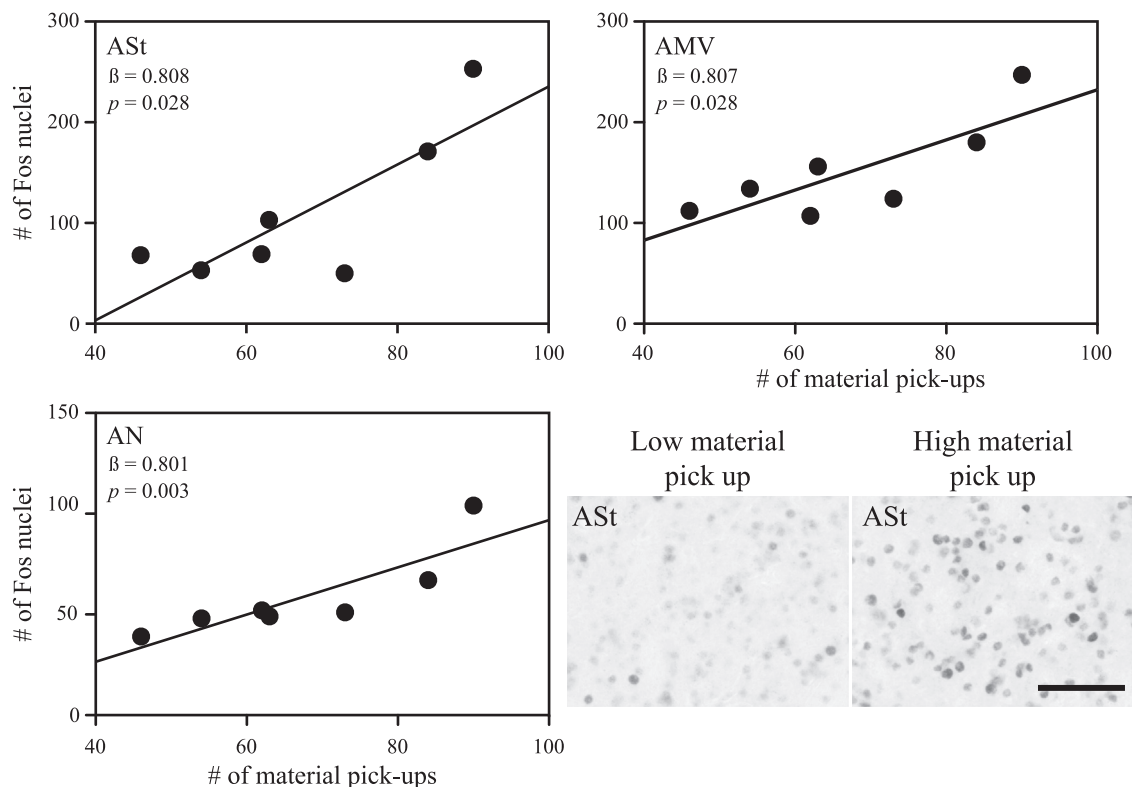 300
200
100
0
# of Fos nuclei
ASt
ß = 0.808
p = 0.028
40
60
80
100
300
200
100
0
AMV
ß = 0.807
p = 0.028
40
60
80
100
# of material pick-ups
150
100
50
0
# of Fos nuclei
AN
ß = 0.801
p = 0.003
40
60
80
100
# of material pick-ups
Low material
pick up
ASt
High material
pick up
ASt